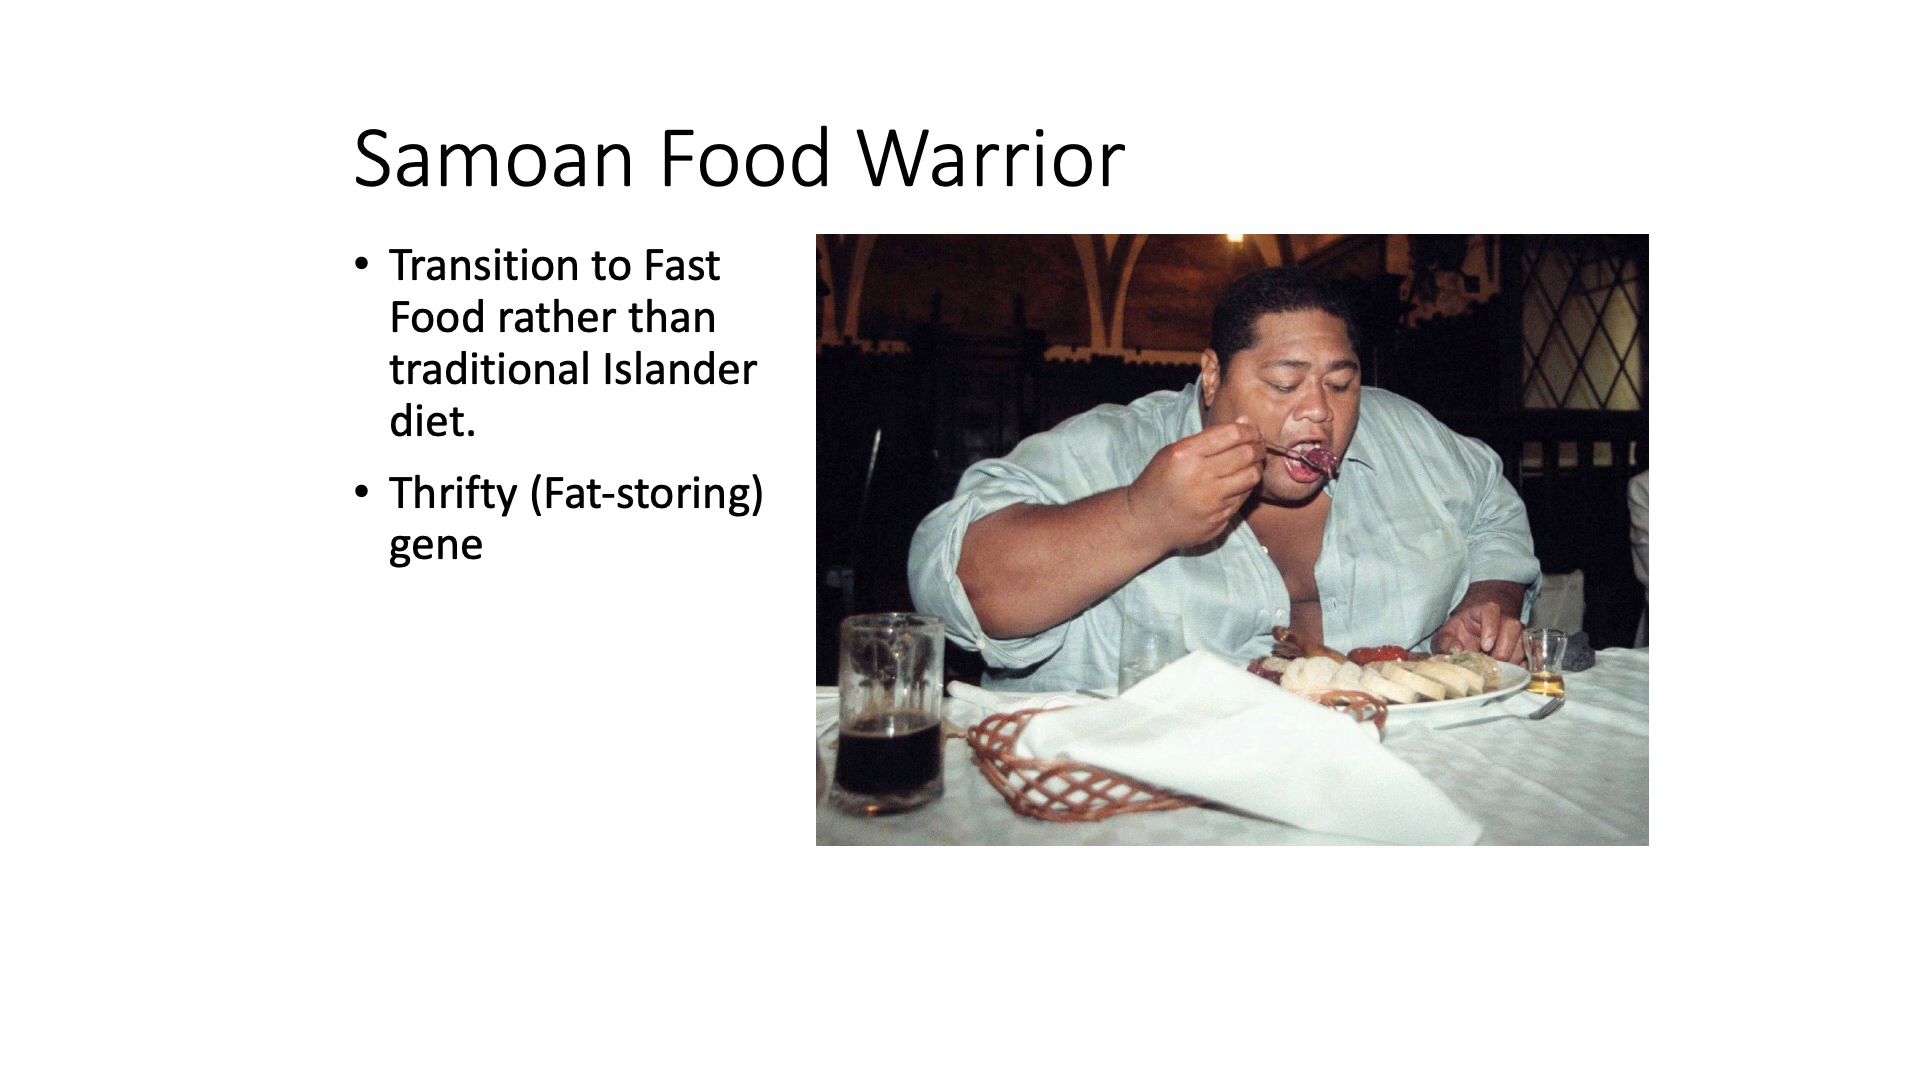 Samoan Food Warrior
• Transition to Fast
Food rather than
traditional Islander
diet.
• Thrifty (Fat-storing)
gene